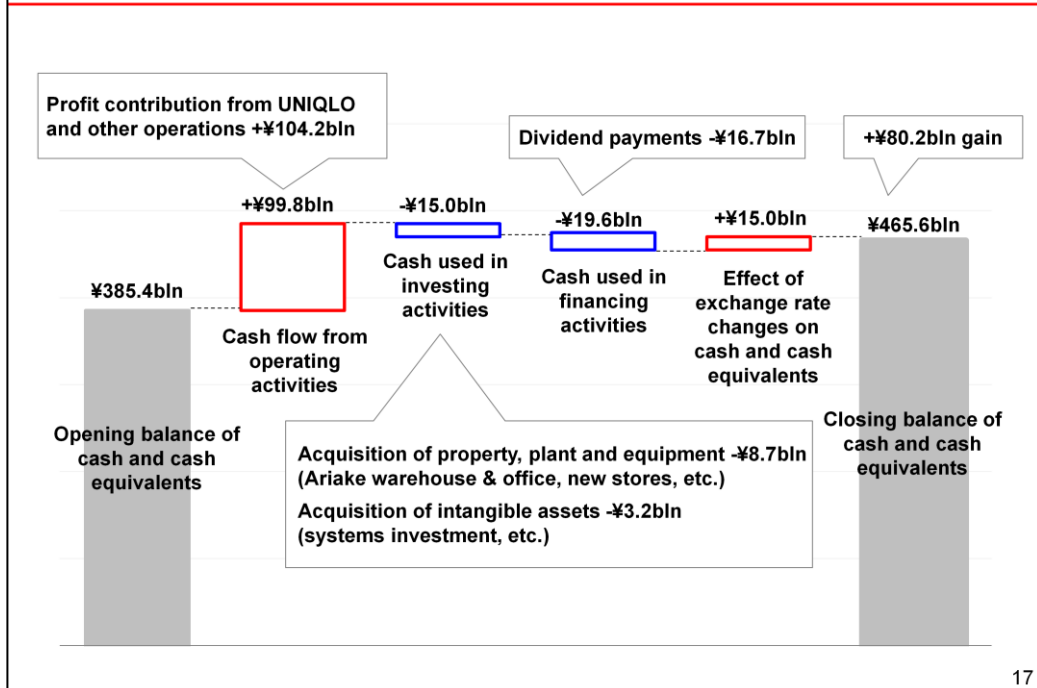 Profit contribution from UNIQLO
and other operations +¥104.2bln
Dividend payments -¥16.7bln
+¥80.2bln gain
+¥99.8bln
-¥15.0bln
-¥19.6bln
+¥15.0bln
¥465.6bln
¥385.4bln
Cash flow from
operating
activities
Cash used in
investing
activities
Cash used in
financing
activities
Effect of
exchange rate
changes on
cash and cash
equivalents
Opening balance of
cash and cash
equivalents
Acquisition of property, plant and equipment -¥8.7bln
(Ariake warehouse & office, new stores, etc.)
Acquisition of intangible assets -¥3.2bln
(systems investment, etc.)
Closing balance of
cash and cash
equivalents
17